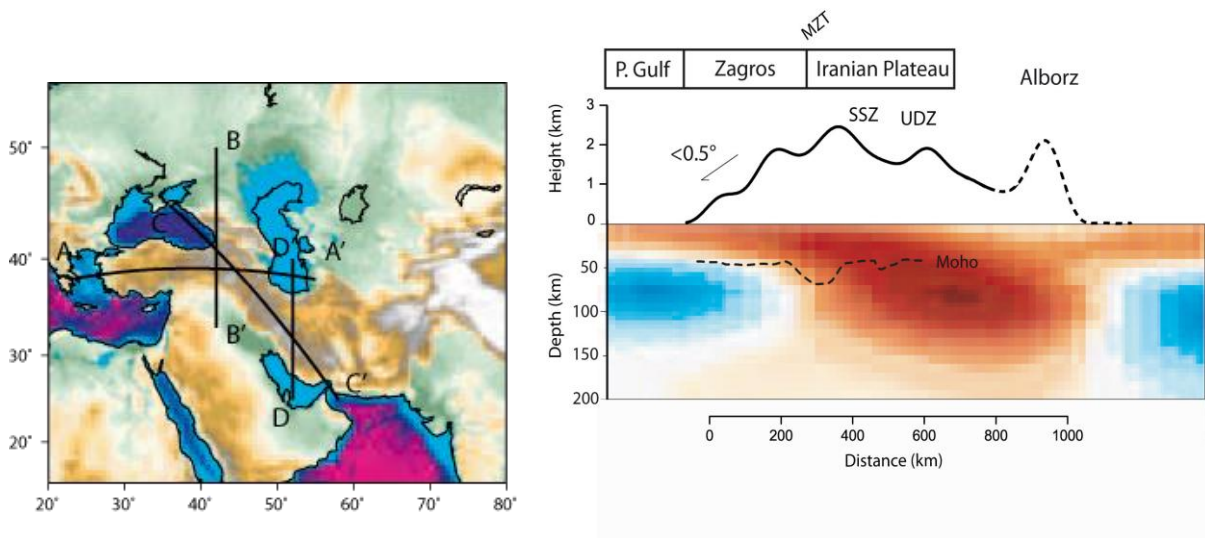 50°
40°
30°
20°
20° 30° 40° 50° 60° 70° 80°
B
C
A
D'
A'
B'
C'
D
MZT
P. Gulf Zagros Iranian Plateau
Alborz
SSZ UDZ
<0.5°
Height (km)
3
2
1
0
Moho
Depth (km)
50
100
150
200
0 200 400 600 800 1000
Distance (km)